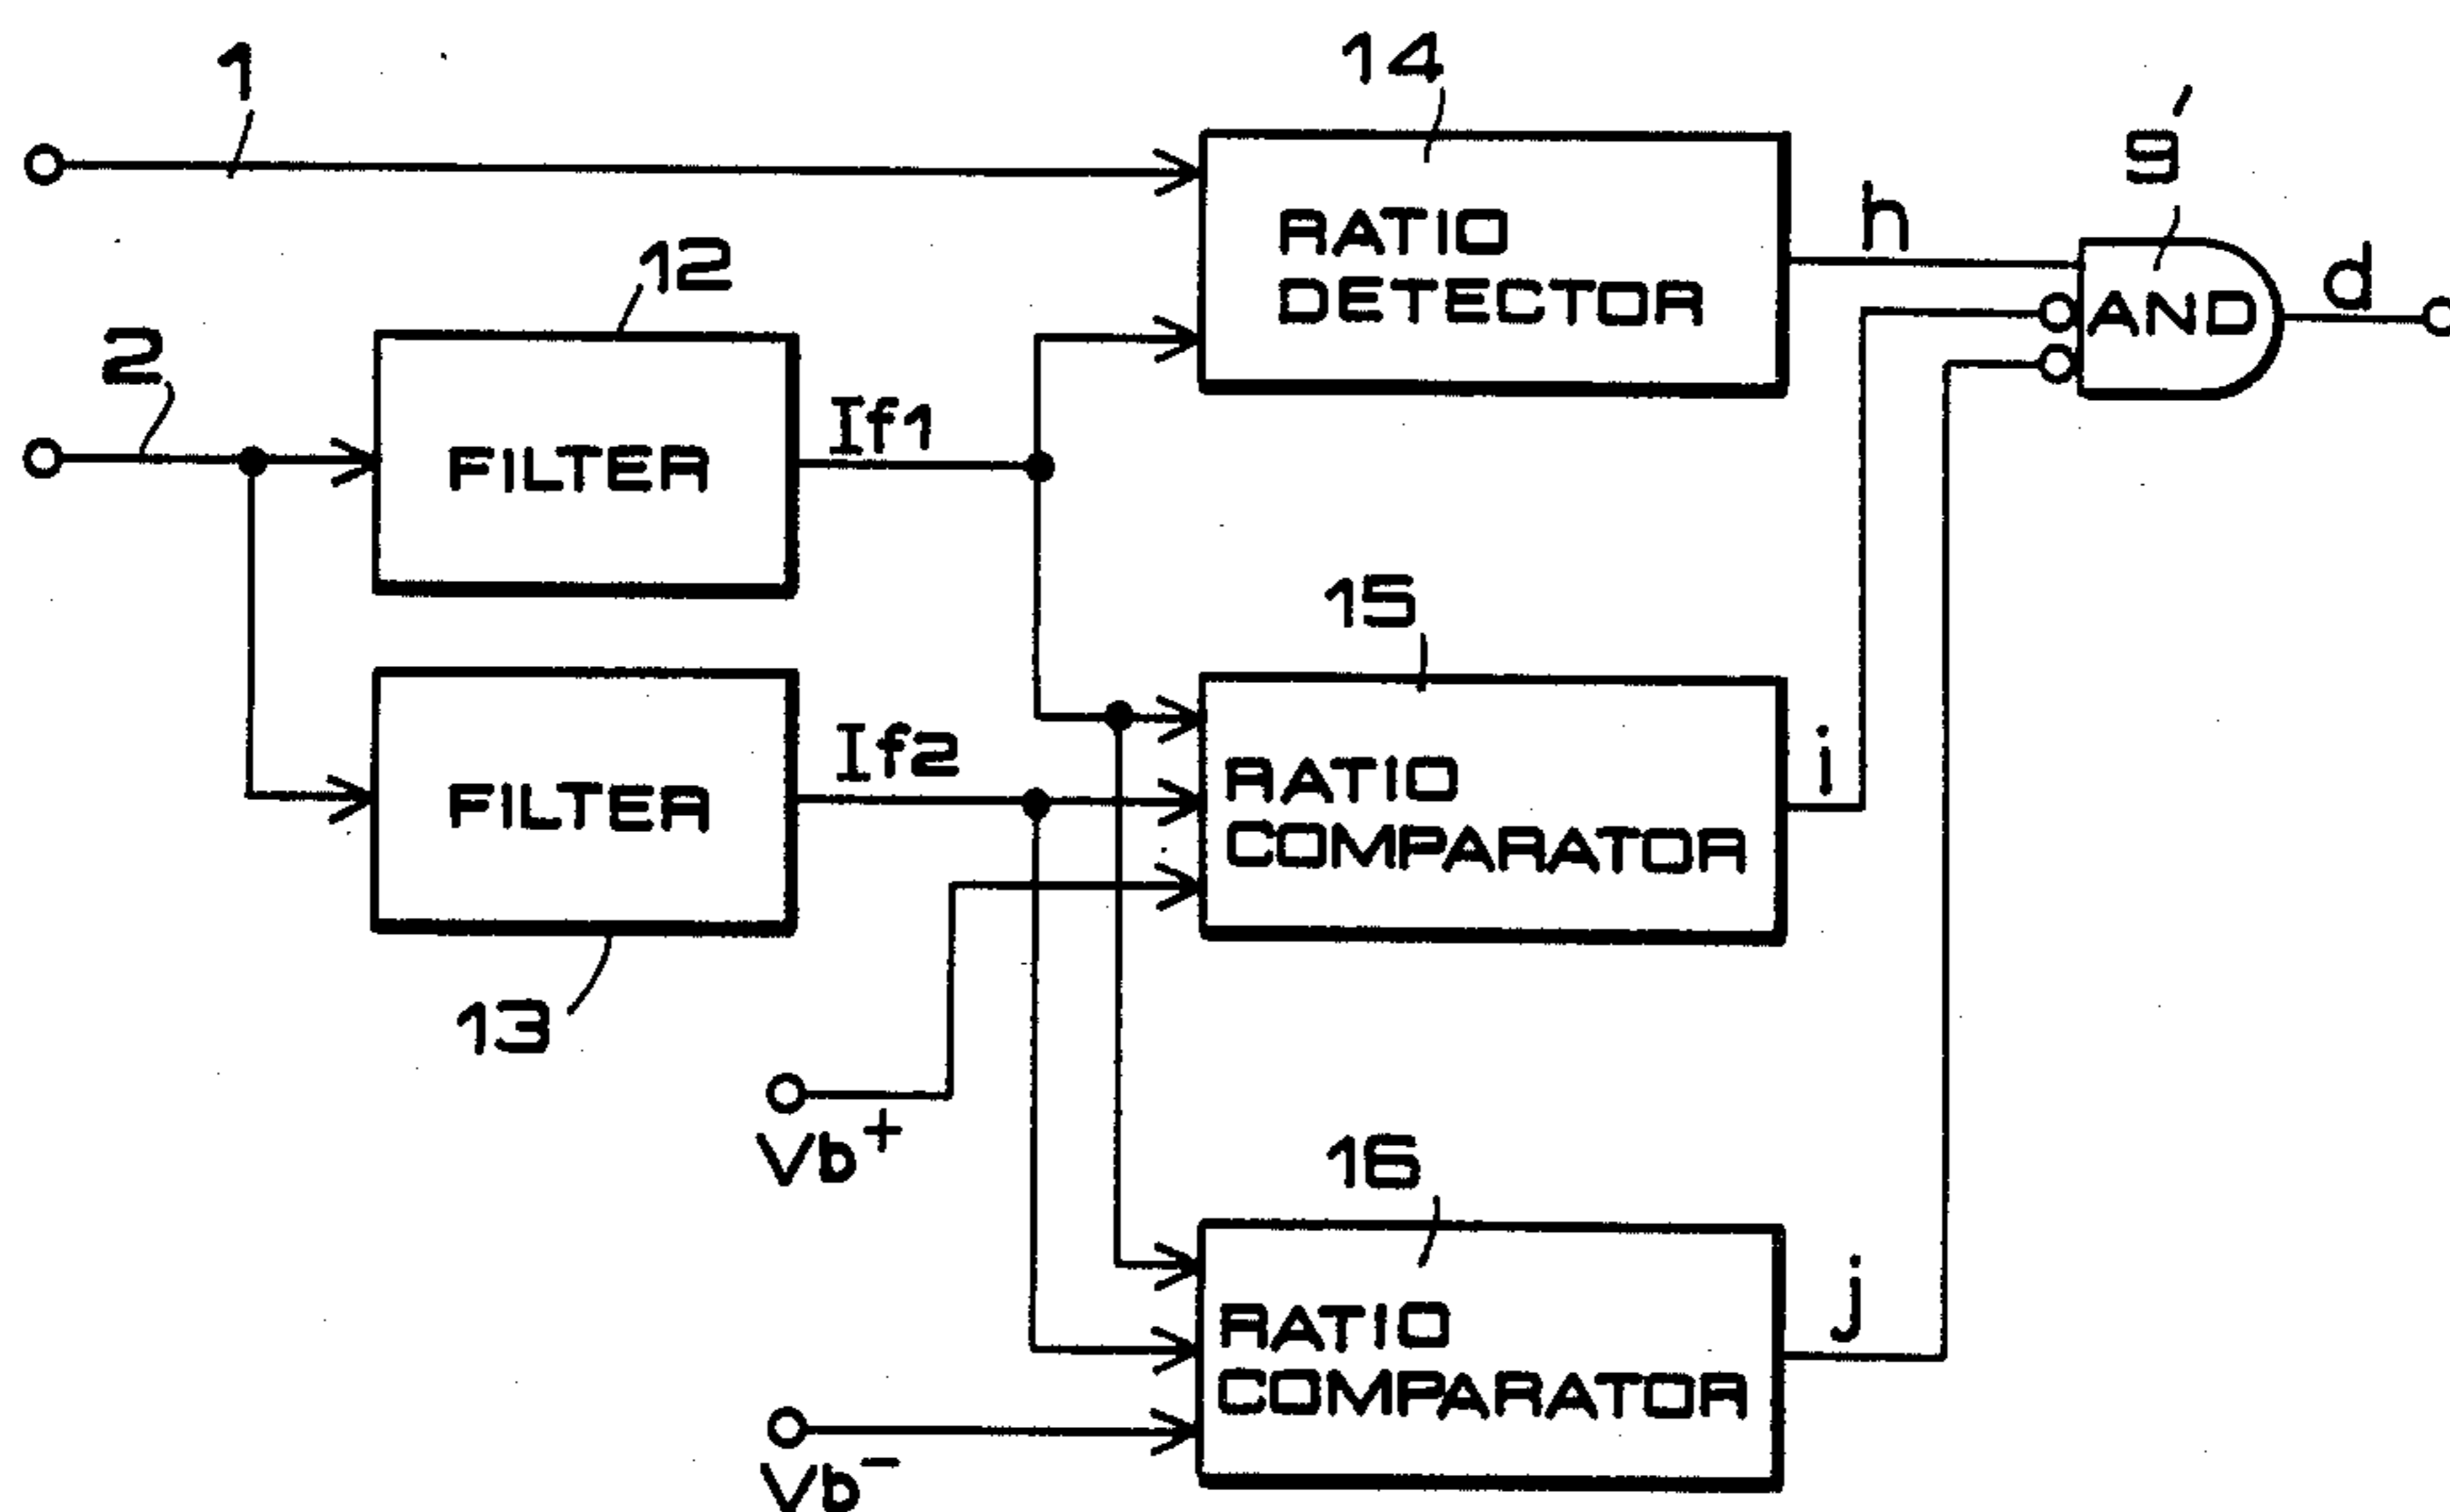 1
14
9'
h
d
12
RATIO
DETECTOR
AND
2
If1
FILTER
15
i
If2
RATIO
COMPARATOR
FILTER
13
Vb+
16
j
RATIO
COMPARATOR
Vb−